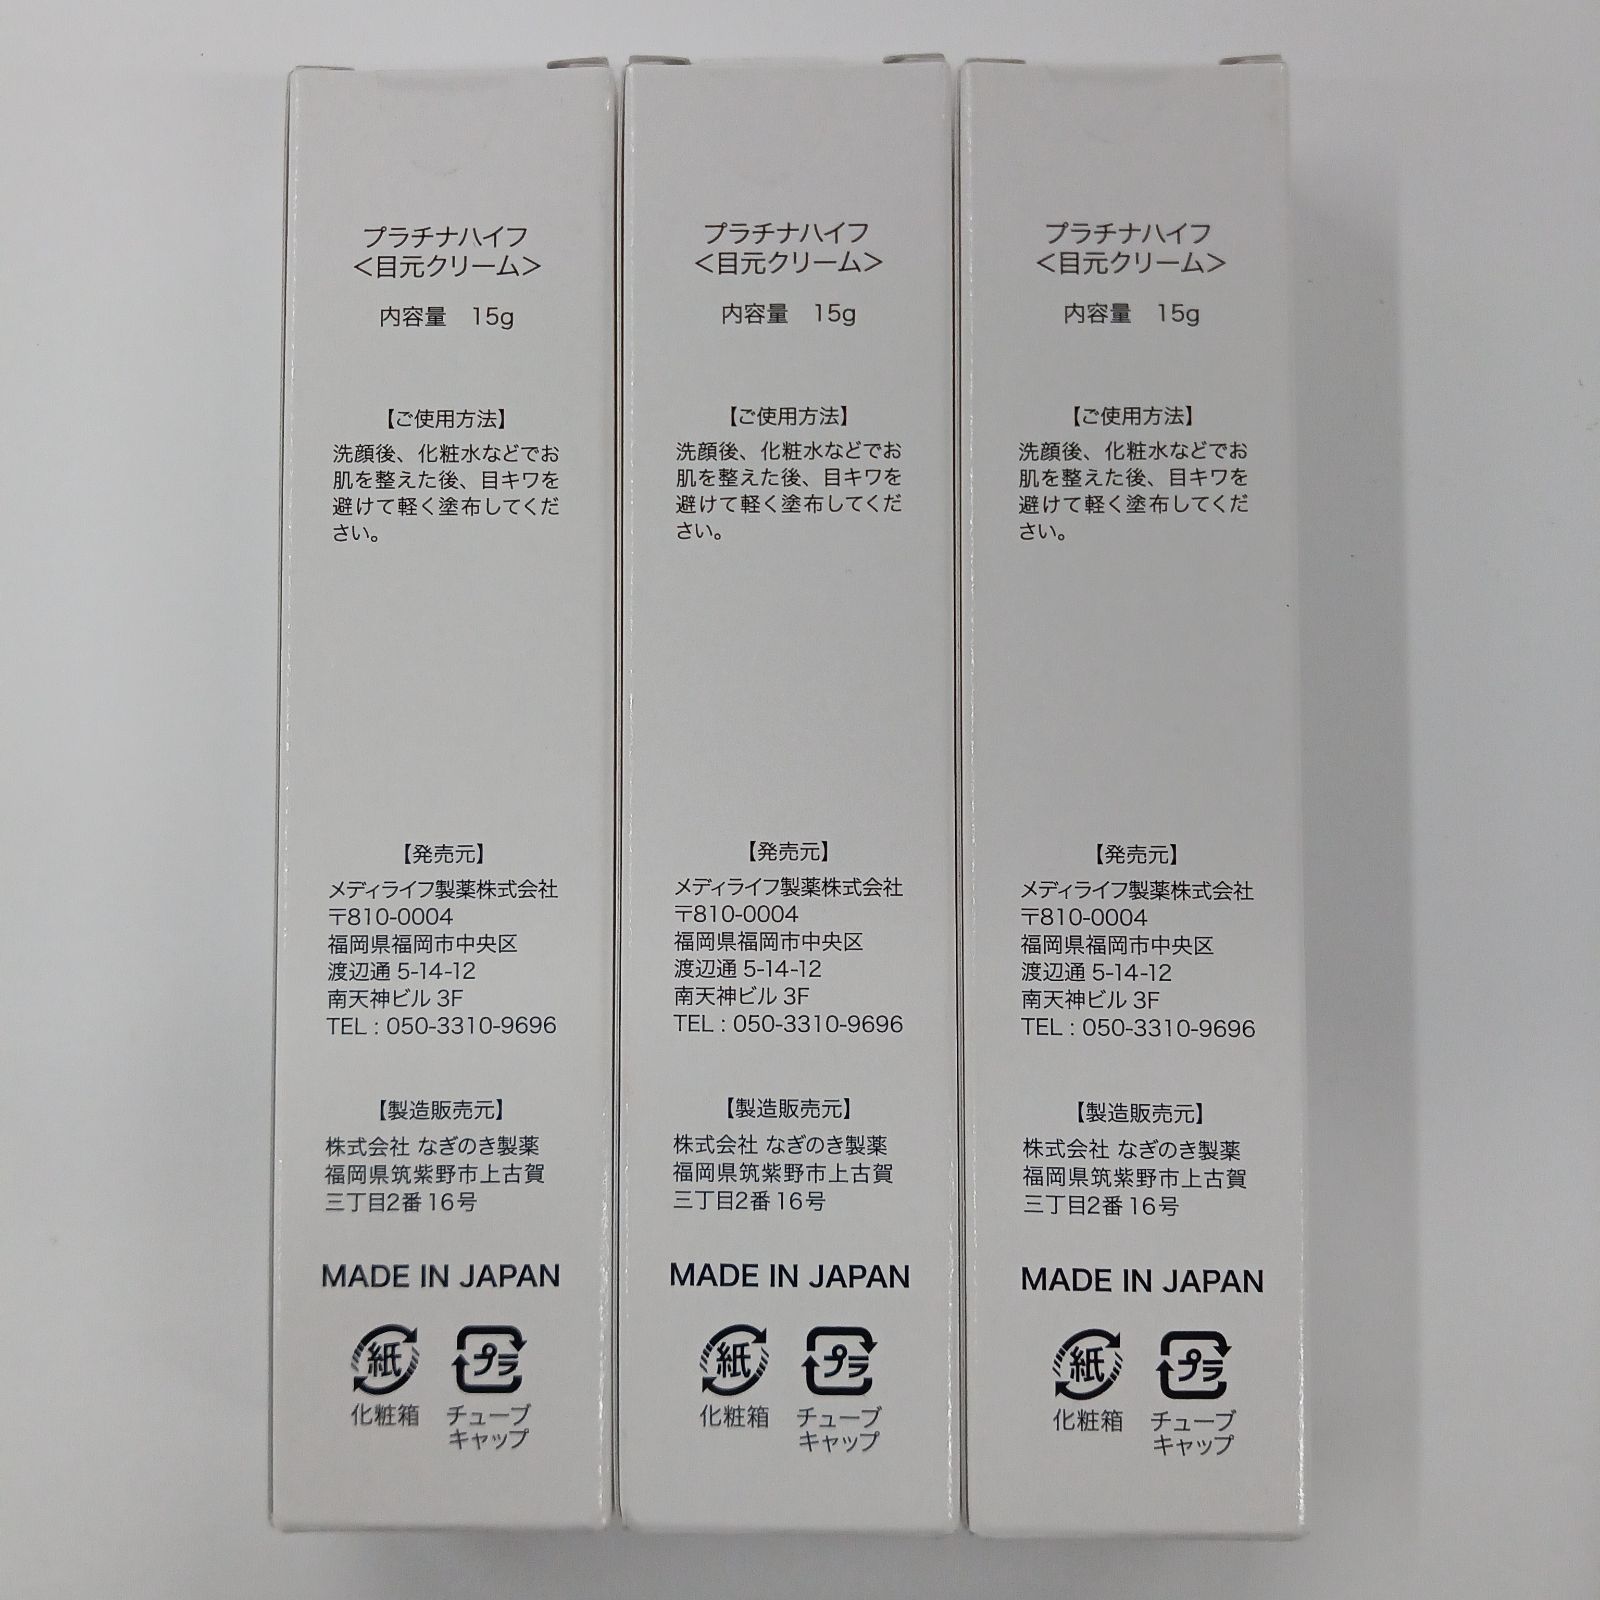 プラチナハイフ
＜目元クリーム＞
内容量　15g
【ご使用方法】
洗顔後、化粧水などでお
肌を整えた後、目キワを
避けて軽く塗布してくだ
さい。
【発売元】
メディライフ製薬株式会社
〒810-0004
福岡県福岡市中央区
渡辺通 5-14-12
南天神ビル 3F
TEL : 050-3310-9696
【製造販売元】
株式会社 なぎのき製薬
福岡県筑紫野市上古賀
三丁目2番16号
MADE IN JAPAN
紙 プラ
化粧箱 チューブ
キャップ
プラチナハイフ
＜目元クリーム＞
内容量　15g
【ご使用方法】
洗顔後、化粧水などでお
肌を整えた後、目キワを
避けて軽く塗布してくだ
さい。
【発売元】
メディライフ製薬株式会社
〒810-0004
福岡県福岡市中央区
渡辺通 5-14-12
南天神ビル 3F
TEL : 050-3310-9696
【製造販売元】
株式会社 なぎのき製薬
福岡県筑紫野市上古賀
三丁目2番16号
MADE IN JAPAN
紙 プラ
化粧箱 チューブ
キャップ
プラチナハイフ
＜目元クリーム＞
内容量　15g
【ご使用方法】
洗顔後、化粧水などでお
肌を整えた後、目キワを
避けて軽く塗布してくだ
さい。
【発売元】
メディライフ製薬株式会社
〒810-0004
福岡県福岡市中央区
渡辺通 5-14-12
南天神ビル 3F
TEL : 050-3310-9696
【製造販売元】
株式会社 なぎのき製薬
福岡県筑紫野市上古賀
三丁目2番16号
MADE IN JAPAN
紙 プラ
化粧箱 チューブ
キャップ